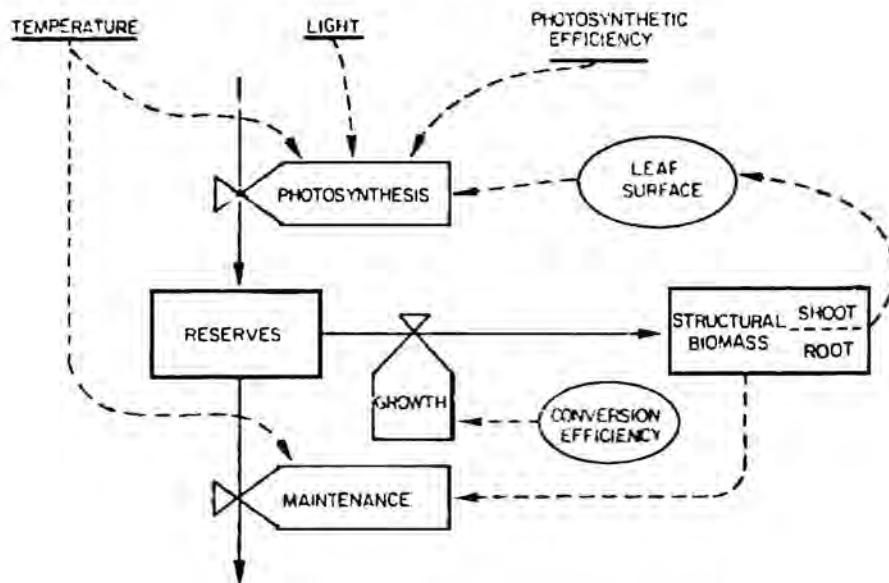 TEMPERATURE
LIGHT
PHOTOSYNTHETIC
EFFICIENCY
PHOTOSYNTHESIS
LEAF
SURFACE
RESERVES
STRUCTURAL
BIOMASS
SHOOT
ROOT
GROWTH
CONVERSION
EFFICIENCY
MAINTENANCE